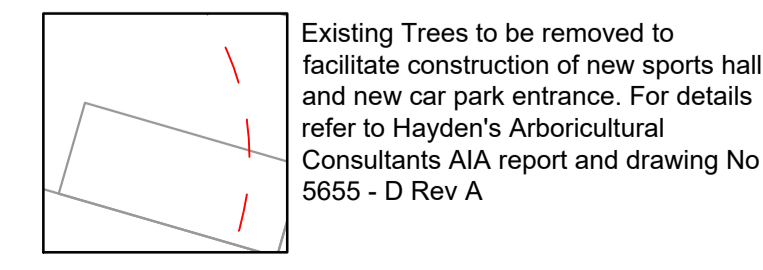 Existing Trees to be removed to
facilitate construction of new sports hall
and new car park entrance. For details
refer to Hayden's Arboricultural
Consultants AIA report and drawing No
5655 - D Rev A